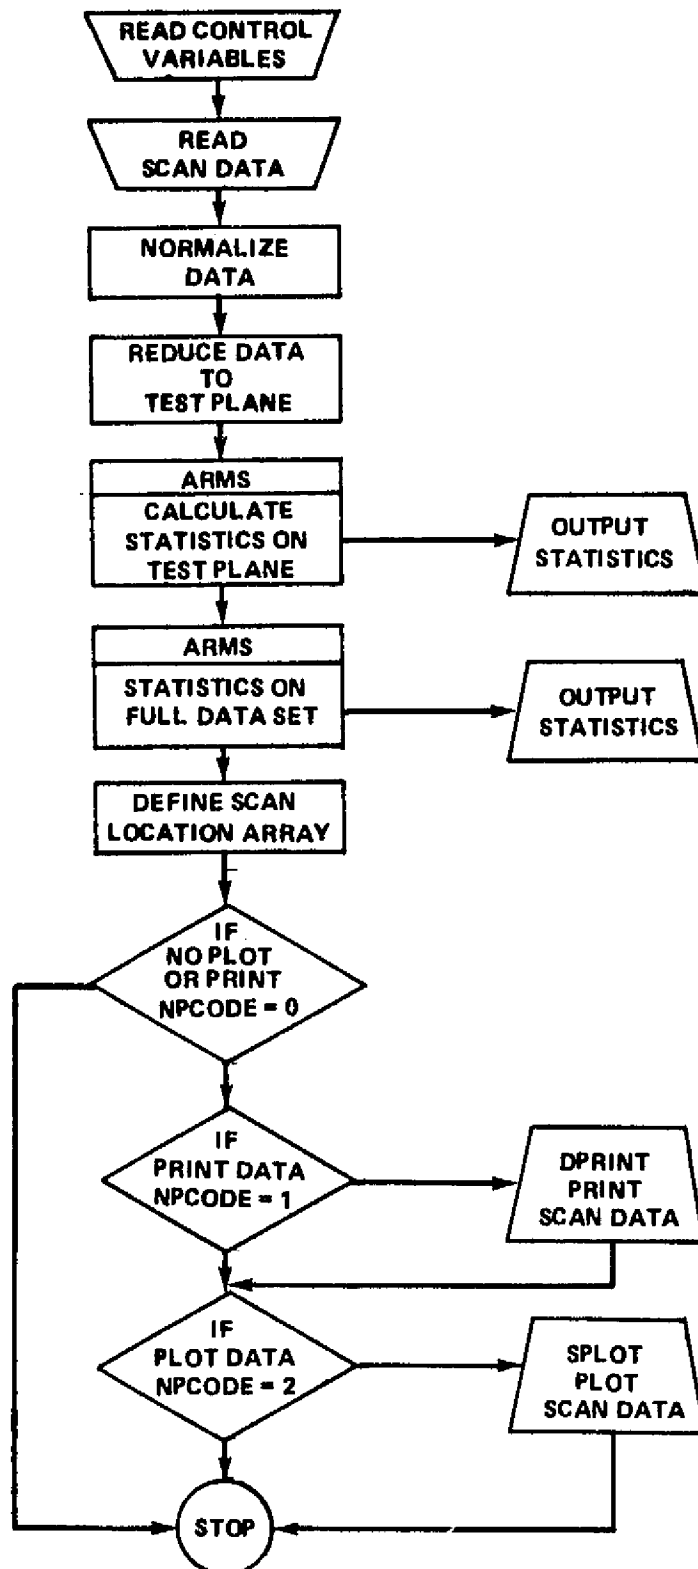 READ CONTROL
VARIABLES
READ
SCAN DATA
NORMALIZE
DATA
REDUCE DATA
TO
TEST PLANE
ARMS
CALCULATE
STATISTICS ON
TEST PLANE
OUTPUT
STATISTICS
ARMS
STATISTICS ON
FULL DATA SET
OUTPUT
STATISTICS
DEFINE SCAN
LOCATION ARRAY
IF
NO PLOT
OR PRINT
NPCODE = 0
IF
PRINT DATA
NPCODE = 1
DPRINT
PRINT
SCAN DATA
IF
PLOT DATA
NPCODE = 2
SPLOT
PLOT
SCAN DATA
STOP